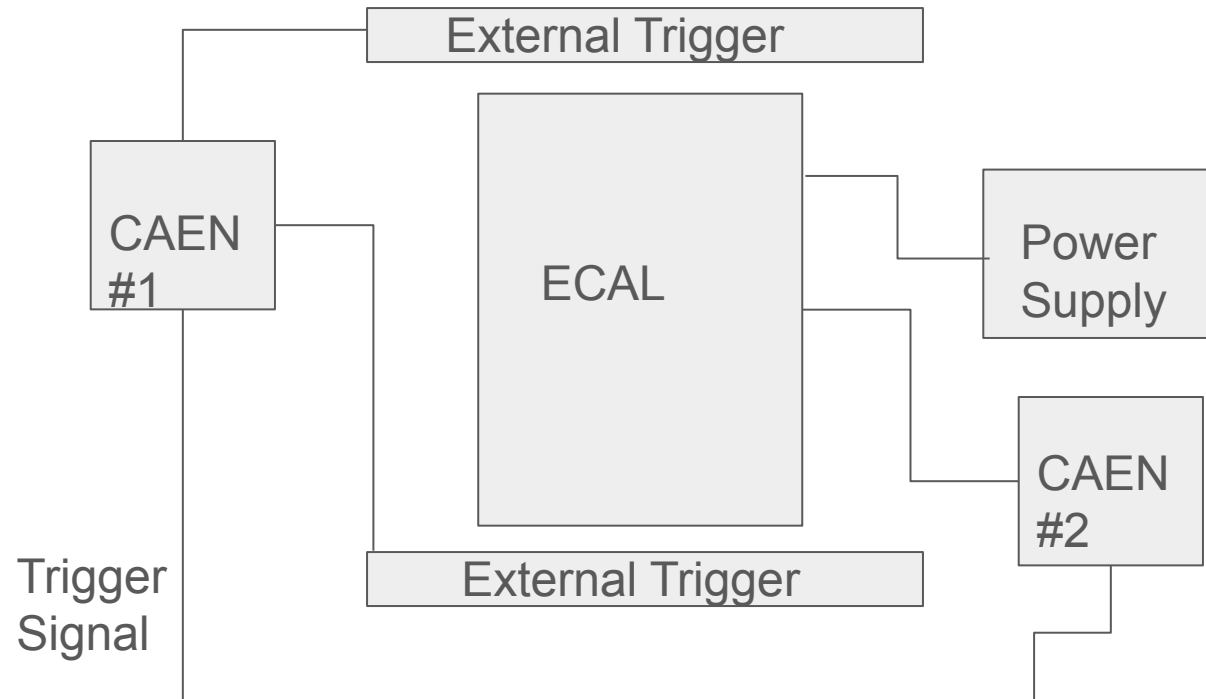 External Trigger
CAEN
#1
ECAL
Power
Supply
CAEN
#2
External Trigger
Trigger
Signal